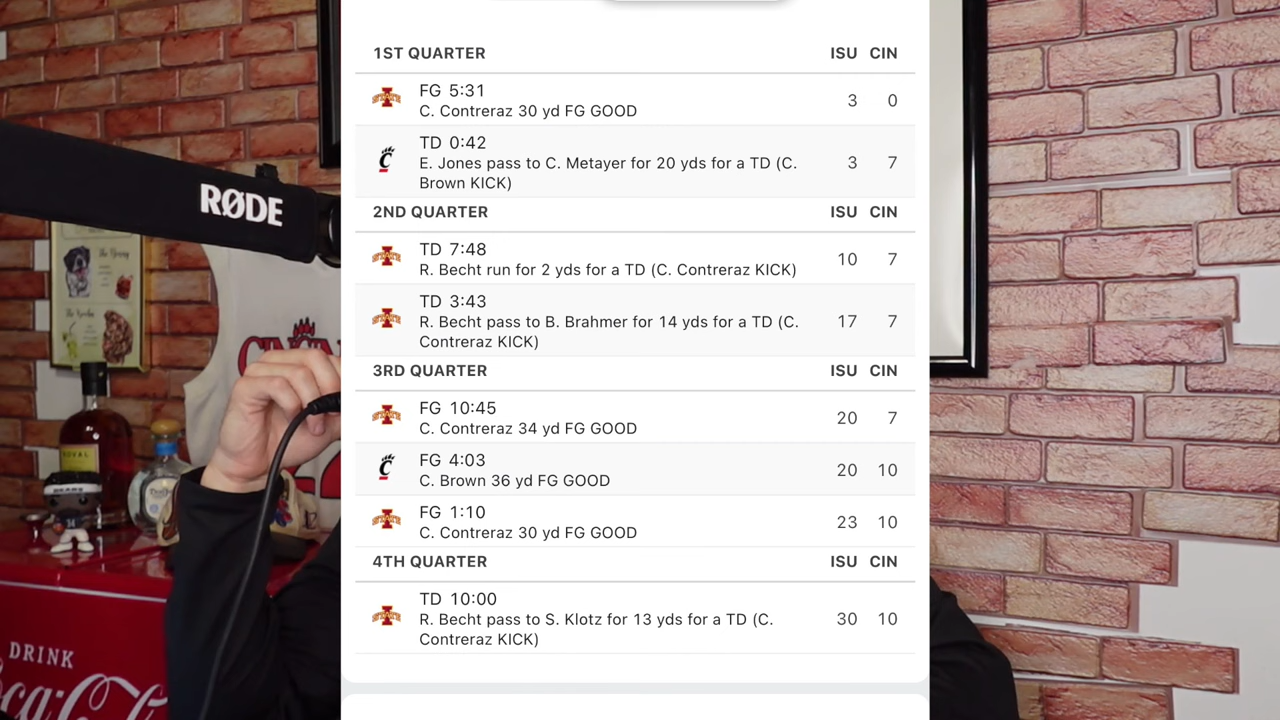 1ST QUARTER ISU CIN
FG 5:31
C. Contreraz 30 yd FG GOOD 3 0
TD 0:42
E. Jones pass to C. Metayer for 20 yds for a TD (C. 3 7
Brown KICK)
2ND QUARTER ISU CIN
TD 7:48
R. Becht run for 2 yds for a TD (C. Contreraz KICK) 10 7
TD 3:43
R. Becht pass to B. Brahmer for 14 yds for a TD (C. 17 7
Contreraz KICK)
3RD QUARTER ISU CIN
FG 10:45
C. Contreraz 34 yd FG GOOD 20 7
FG 4:03
C. Brown 36 yd FG GOOD 20 10
FG 1:10
C. Contreraz 30 yd FG GOOD 23 10
4TH QUARTER ISU CIN
TD 10:00
R. Becht pass to S. Klotz for 13 yds for a TD (C. 30 10
Contreraz KICK)
RØDE
BEARS
DRINK